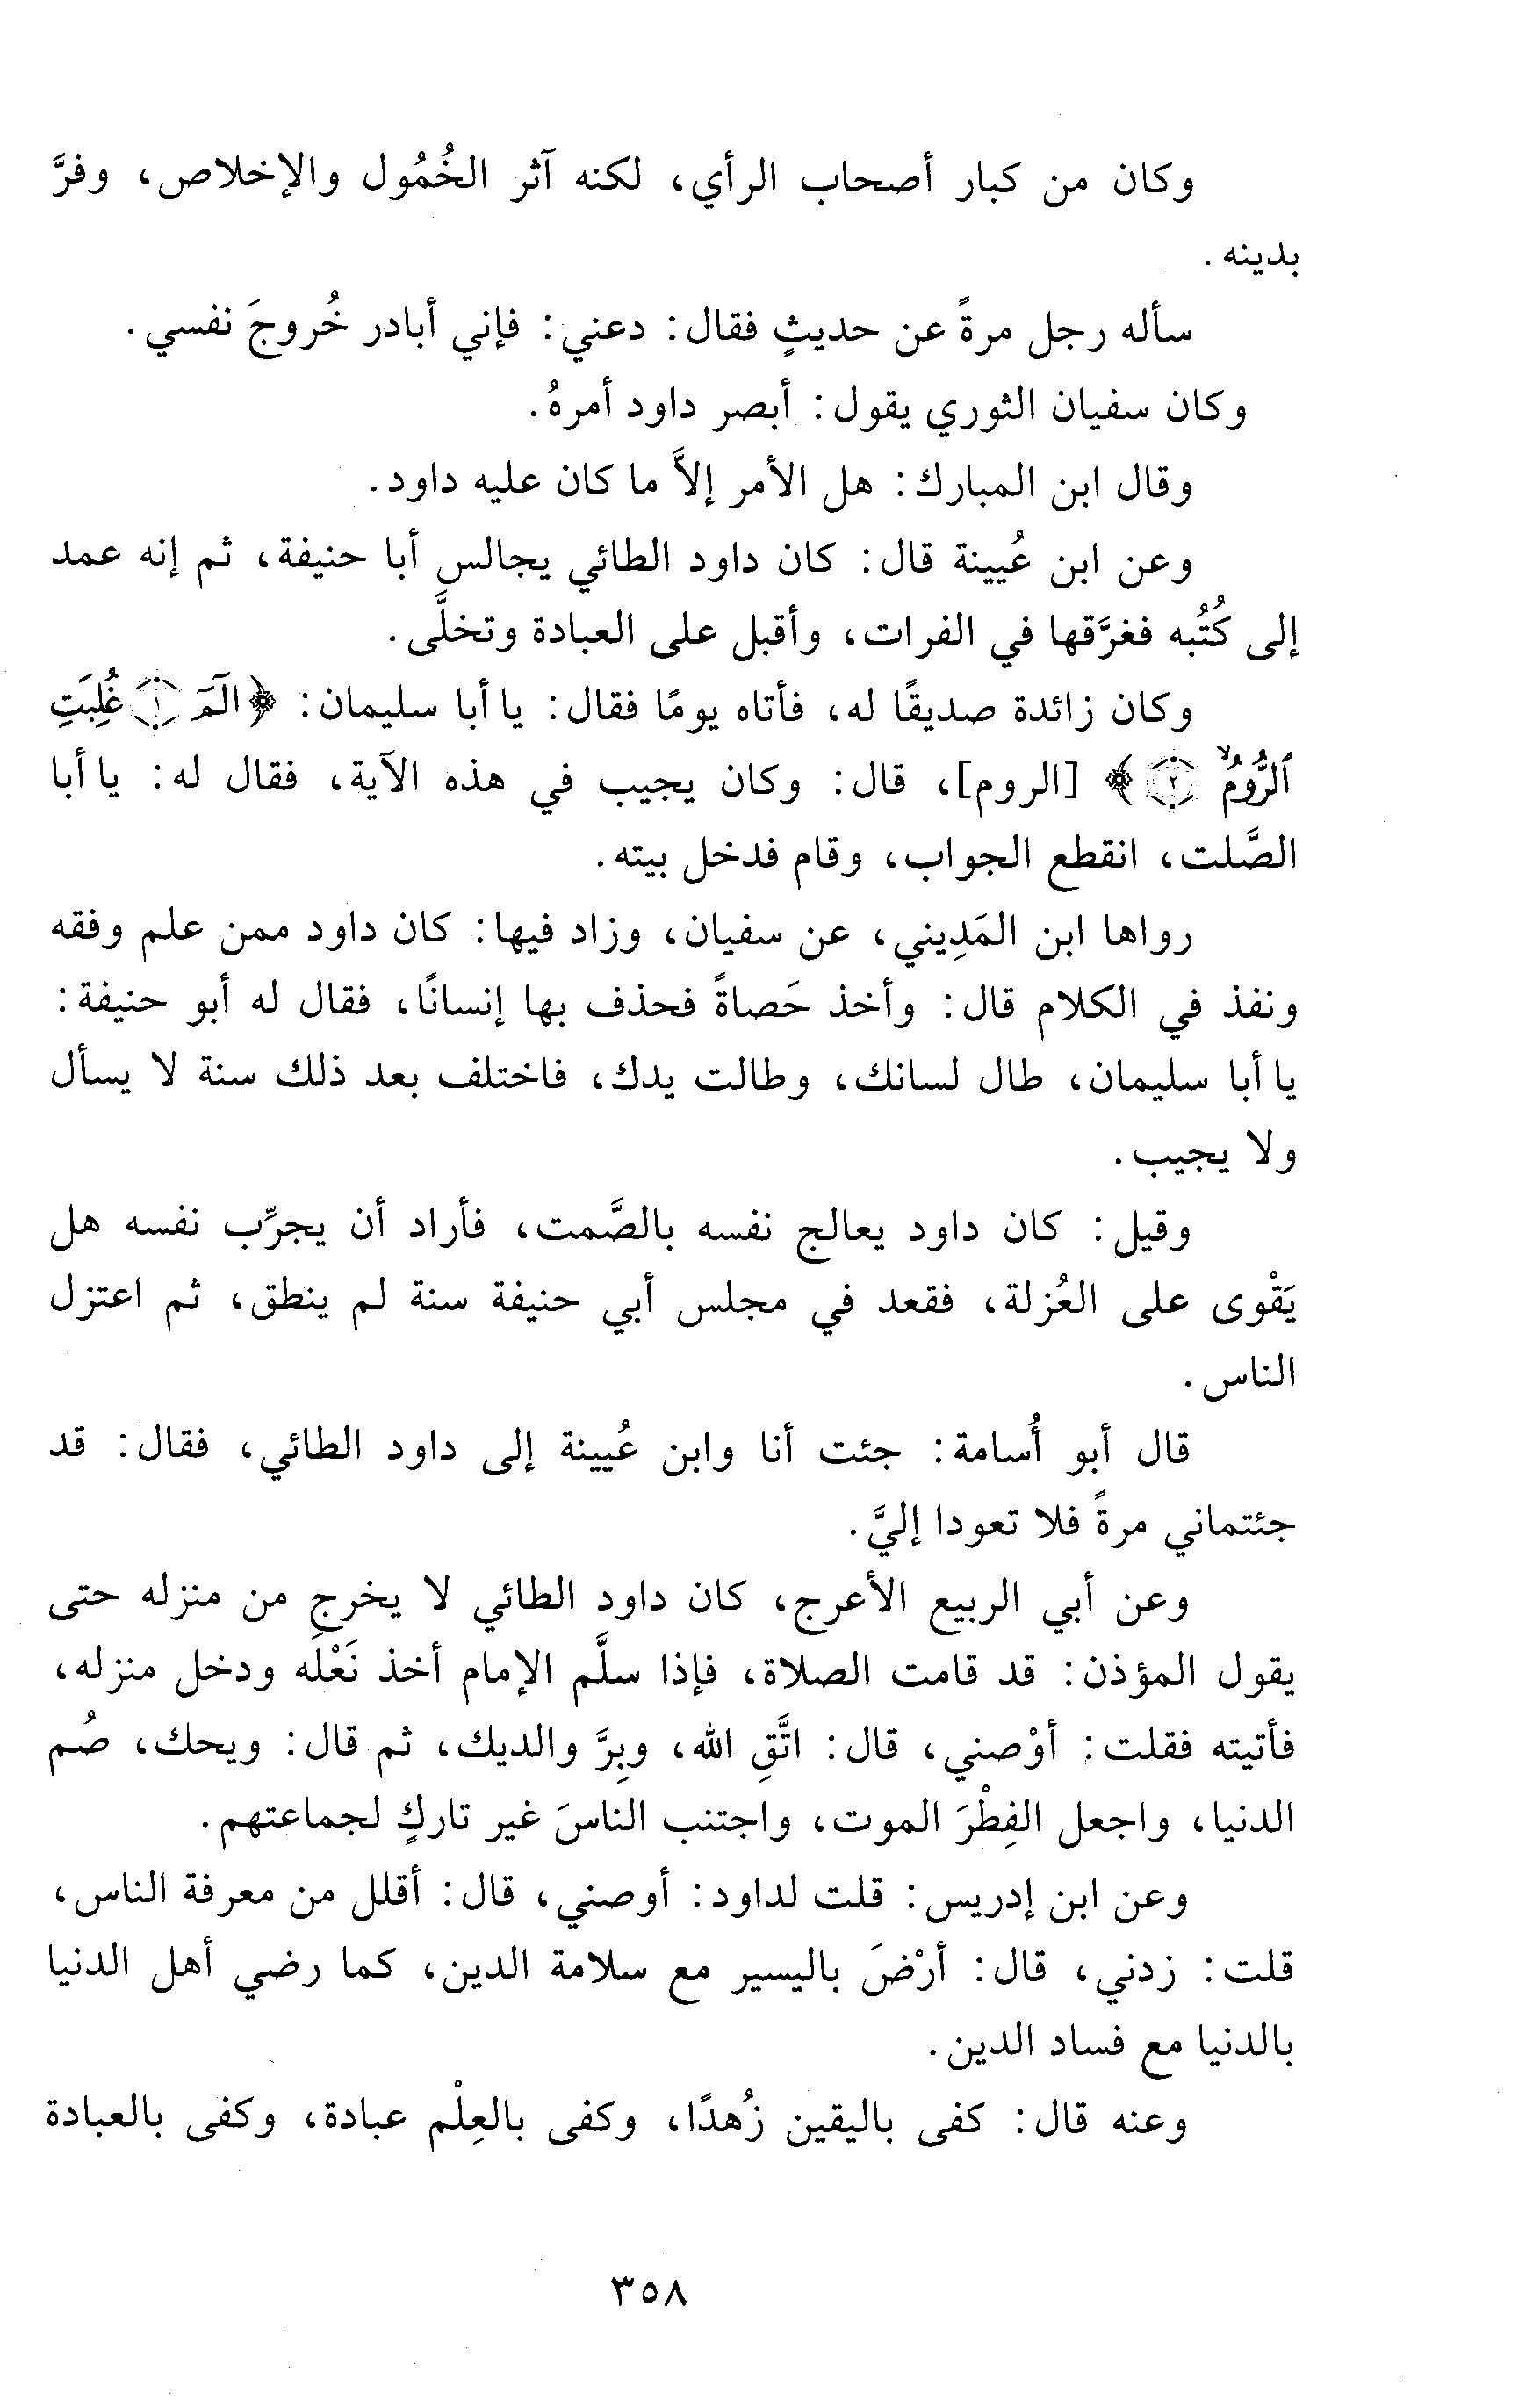 وكان من كبار أصحاب الرأي، لكنه آثر الخُمُول والإخلاص، وفرَّ
بدينه.
سأله رجل مرةً عن حديثٍ فقال: دعني: فإني أبادر خُروجَ نفسي.
وكان سفيان الثوري يقول: أبصر داود أمرهُ.
وقال ابن المبارك: هل الأمر إلاَّ ما كان عليه داود.
وعن ابن عُيينة قال: كان داود الطائي يجالس أبا حنيفة، ثم إنه عمد
إلى كُتُبه فغرَّقها في الفرات، وأقبل على العبادة وتخلَّى.
وكان زائدة صديقًا له، فأتاه يومًا فقال: يا أبا سليمان: ﴿الٓمٓ ١ غُلِبَتِ
ٱلرُّومُۙ ٢﴾ [الروم]، قال: وكان يجيب في هذه الآية، فقال له: يا أبا
الصَّلت، انقطع الجواب، وقام فدخل بيته.
رواها ابن المَدِيني، عن سفيان، وزاد فيها: كان داود ممن علم وفقه
ونفذ في الكلام قال: وأخذ حَصاةً فحذف بها إنسانًا، فقال له أبو حنيفة:
يا أبا سليمان، طال لسانك، وطالت يدك، فاختلف بعد ذلك سنة لا يسأل
ولا يجيب.
وقيل: كان داود يعالج نفسه بالصَّمت، فأراد أن يجرِّب نفسه هل
يَقْوى على العُزلة، فقعد في مجلس أبي حنيفة سنة لم ينطق، ثم اعتزل
الناس.
قال أبو أُسامة: جئت أنا وابن عُيينة إلى داود الطائي، فقال: قد
جئتماني مرةً فلا تعودا إليَّ.
وعن أبي الربيع الأعرج، كان داود الطائي لا يخرج من منزله حتى
يقول المؤذن: قد قامت الصلاة، فإذا سلَّم الإمام أخذ نَعْلَه ودخل منزله،
فأتيته فقلت: أوْصني، قال: اتَّقِ الله، وبِرَّ والديك، ثم قال: ويحك، صُم
الدنيا، واجعل الفِطْرَ الموت، واجتنب الناسَ غير تاركٍ لجماعتهم.
وعن ابن إدريس: قلت لداود: أوصني، قال: أقلل من معرفة الناس،
قلت: زدني، قال: أرْضَ باليسير مع سلامة الدين، كما رضي أهل الدنيا
بالدنيا مع فساد الدين.
وعنه قال: كفى باليقين زُهدًا، وكفى بالعِلْم عبادة، وكفى بالعبادة
٣٥٨